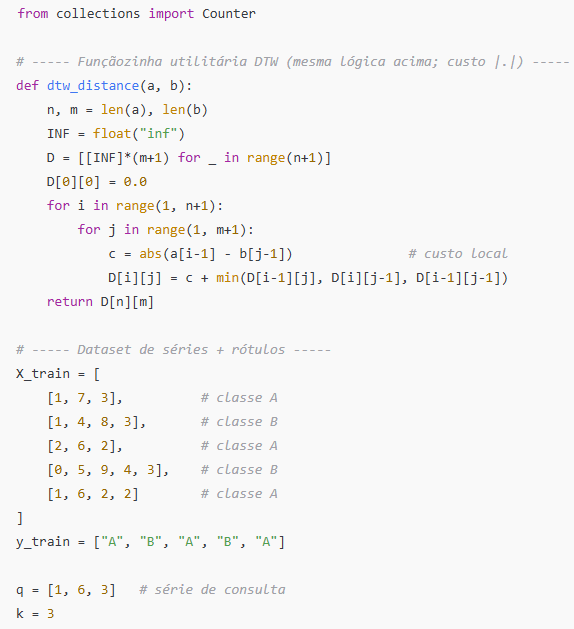 from collections import Counter
# ----- Funçãozinha utilitária DTW (mesma lógica acima; custo |.|) -----
def dtw_distance(a, b):
    n, m = len(a), len(b)
    INF = float("inf")
    D = [[INF]*(m+1) for _ in range(n+1)]
    D[0][0] = 0.0
    for i in range(1, n+1):
        for j in range(1, m+1):
            c = abs(a[i-1] - b[j-1])               # custo local
            D[i][j] = c + min(D[i-1][j], D[i][j-1], D[i-1][j-1])
    return D[n][m]
# ----- Dataset de séries + rótulos -----
X_train = [
    [1, 7, 3],          # classe A
    [1, 4, 8, 3],       # classe B
    [2, 6, 2],          # classe A
    [0, 5, 9, 4, 3],    # classe B
    [1, 6, 2, 2]        # classe A
]
y_train = ["A", "B", "A", "B", "A"]
q = [1, 6, 3]   # série de consulta
k = 3